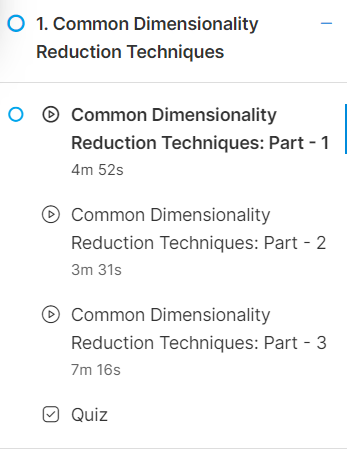 1. Common Dimensionality
Reduction Techniques
Common Dimensionality
Reduction Techniques: Part - 1
4m 52s
Common Dimensionality
Reduction Techniques: Part - 2
3m 31s
Common Dimensionality
Reduction Techniques: Part - 3
7m 16s
Quiz